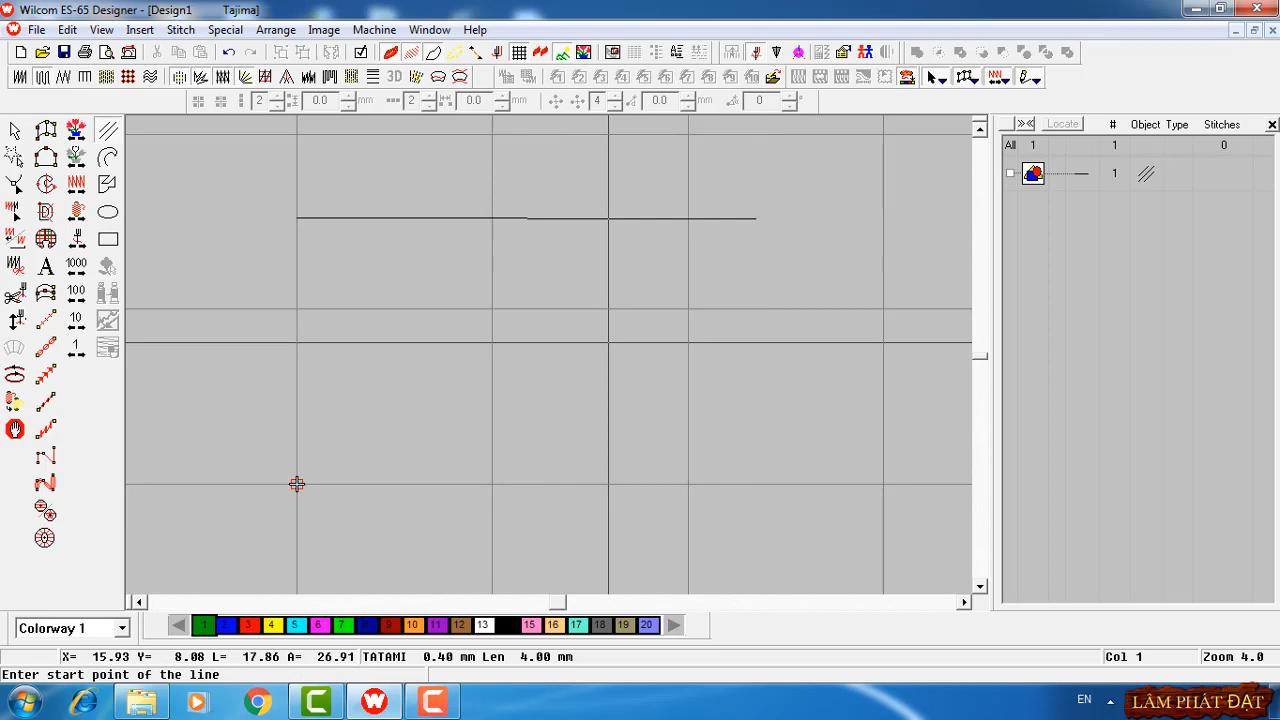 Wilcom ES-65 Designer - [Design1 Tajima]
File Edit View Insert Stitch Special Arrange Image Machine Window Help
3D
2 0.0 mm 2 0.0 mm 4 0.0 mm 0 °
Locate # Object Type Stitches
All 1 1 0
1
A 1000
100
10
1
Colorway 1 1 2 3 4 5 6 7 8 9 10 11 12 13 15 16 17 18 19 20
X= 15.93 Y= 8.08 L= 17.86 A= 26.91 TATAMI 0.40 mm Len 4.00 mm Col 1 Zoom 4.0
Enter start point of the line
EN LÂM PHÁT ĐẠT